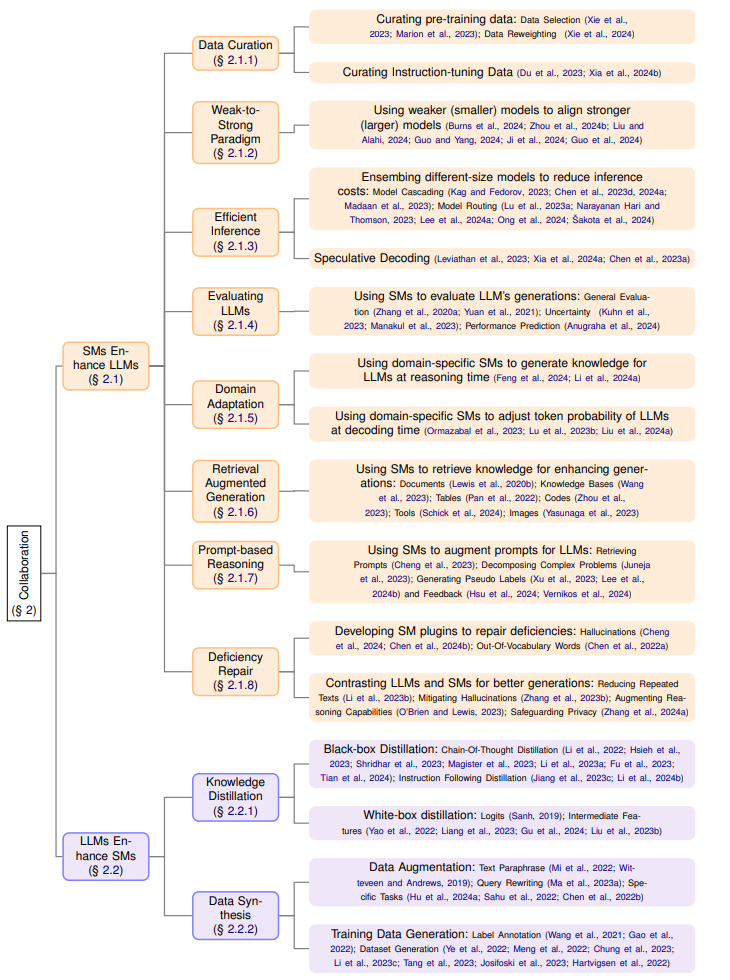 Collaboration
(§ 2)
SMs En-
hance LLMs
(§ 2.1)
Data Curation
(§ 2.1.1)
Curating pre-training data: Data Selection (Xie et al.,
2023; Marion et al., 2023); Data Reweighting (Xie et al., 2024)
Curating Instruction-tuning Data (Du et al., 2023; Xia et al., 2024b)
Weak-to-
Strong
Paradigm
(§ 2.1.2)
Using weaker (smaller) models to align stronger
(larger) models (Burns et al., 2024; Zhou et al., 2024b; Liu and
Alahi, 2024; Guo and Yang, 2024; Ji et al., 2024; Guo et al., 2024)
Efficient
Inference
(§ 2.1.3)
Ensembing different-size models to reduce inference
costs: Model Cascading (Kag and Fedorov, 2023; Chen et al., 2023d, 2024a;
Madaan et al., 2023); Model Routing (Lu et al., 2023a; Narayanan Hari and
Thomson, 2023; Lee et al., 2024a; Ong et al., 2024; Šakota et al., 2024)
Speculative Decoding (Leviathan et al., 2023; Xia et al., 2024a; Chen et al., 2023a)
Evaluating
LLMs
(§ 2.1.4)
Using SMs to evaluate LLM's generations: General Evalua-
tion (Zhang et al., 2020a; Yuan et al., 2021); Uncertainty (Kuhn et al.,
2023; Manakul et al., 2023); Performance Prediction (Anugraha et al., 2024)
Domain
Adaptation
(§ 2.1.5)
Using domain-specific SMs to generate knowledge for
LLMs at reasoning time (Feng et al., 2024; Li et al., 2024a)
Using domain-specific SMs to adjust token probability of LLMs
at decoding time (Ormazabal et al., 2023; Lu et al., 2023b; Liu et al., 2024a)
Retrieval
Augmented
Generation
(§ 2.1.6)
Using SMs to retrieve knowledge for enhancing gener-
ations: Documents (Lewis et al., 2020b); Knowledge Bases (Wang
et al., 2023); Tables (Pan et al., 2022); Codes (Zhou et al.,
2023); Tools (Schick et al., 2024); Images (Yasunaga et al., 2023)
Prompt-based
Reasoning
(§ 2.1.7)
Using SMs to augment prompts for LLMs: Retrieving
Prompts (Cheng et al., 2023); Decomposing Complex Problems (Juneja
et al., 2023); Generating Pseudo Labels (Xu et al., 2023; Lee et al.,
2024b) and Feedback (Hsu et al., 2024; Vernikos et al., 2024)
Deficiency
Repair
(§ 2.1.8)
Developing SM plugins to repair deficiencies: Hallucinations (Cheng
et al., 2024; Chen et al., 2024b); Out-Of-Vocabulary Words (Chen et al., 2022a)
Contrasting LLMs and SMs for better generations: Reducing Repeated
Texts (Li et al., 2023b); Mitigating Hallucinations (Zhang et al., 2023b); Augmenting Rea-
soning Capabilities (O'Brien and Lewis, 2023); Safeguarding Privacy (Zhang et al., 2024a)
LLMs En-
hance SMs
(§ 2.2)
Knowledge
Distillation
(§ 2.2.1)
Black-box Distillation: Chain-Of-Thought Distillation (Li et al., 2022; Hsieh et al.,
2023; Shridhar et al., 2023; Magister et al., 2023; Li et al., 2023a; Fu et al., 2023;
Tian et al., 2024); Instruction Following Distillation (Jiang et al., 2023c; Li et al., 2024b)
White-box distillation: Logits (Sanh, 2019); Intermediate Fea-
tures (Yao et al., 2022; Liang et al., 2023; Gu et al., 2024; Liu et al., 2023b)
Data Syn-
thesis
(§ 2.2.2)
Data Augmentation: Text Paraphrase (Mi et al., 2022; Wit-
teveen and Andrews, 2019); Query Rewriting (Ma et al., 2023a); Spe-
cific Tasks (Hu et al., 2024a; Sahu et al., 2022; Chen et al., 2022b)
Training Data Generation: Label Annotation (Wang et al., 2021; Gao et al.,
2022); Dataset Generation (Ye et al., 2022; Meng et al., 2022; Chung et al., 2023;
Li et al., 2023c; Tang et al., 2023; Josifoski et al., 2023; Hartvigsen et al., 2022)